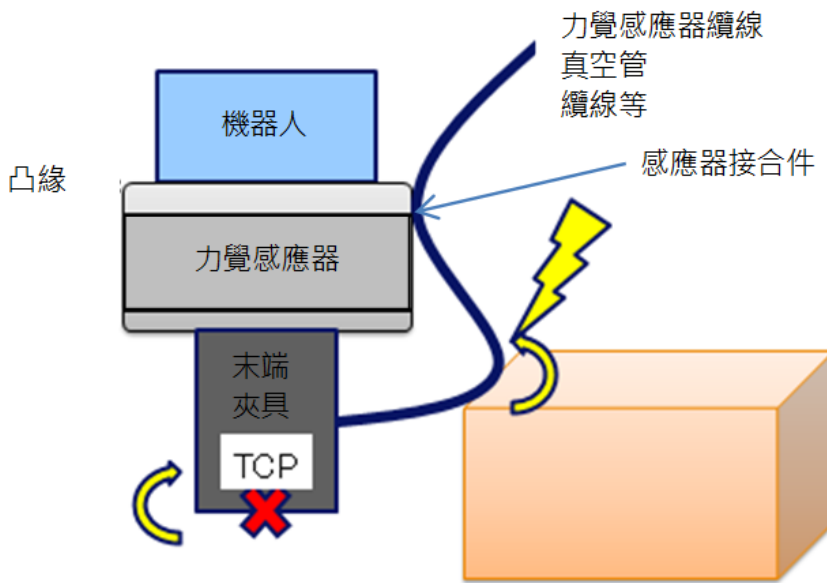 力覺感應器纜線
真空管
纜線等
機器人
感應器接合件
凸緣
力覺感應器
末端
夾具
TCP